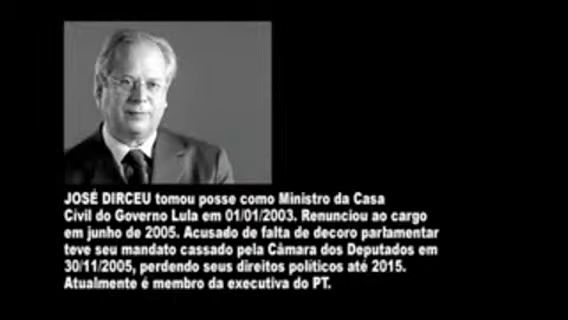 JOSÉ DIRCEU tomou posse como Ministro da Casa
Civil do Governo Lula em 01/01/2003. Renunciou ao cargo
em junho de 2005. Acusado de falta de decoro parlamentar
teve seu mandato cassado pela Câmara dos Deputados em
30/11/2005, perdendo seus direitos políticos até 2015.
Atualmente é membro da executiva do PT.